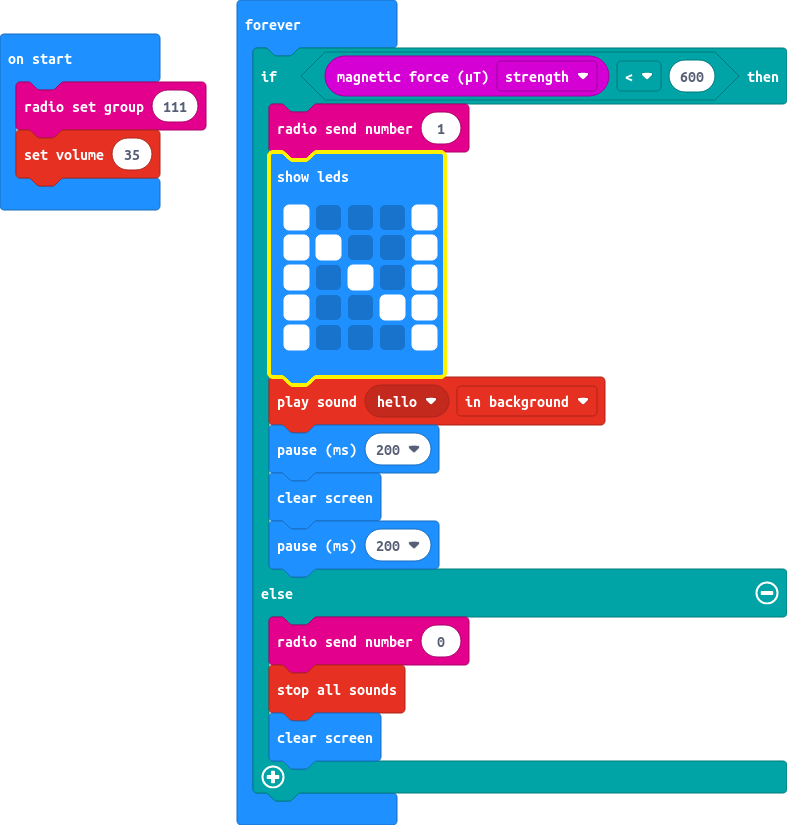 on start
radio set group 111
set volume 35
forever
if magnetic force (µT) strength < 600 then
radio send number 1
show leds
play sound hello in background
pause (ms) 200
clear screen
pause (ms) 200
else
radio send number 0
stop all sounds
clear screen